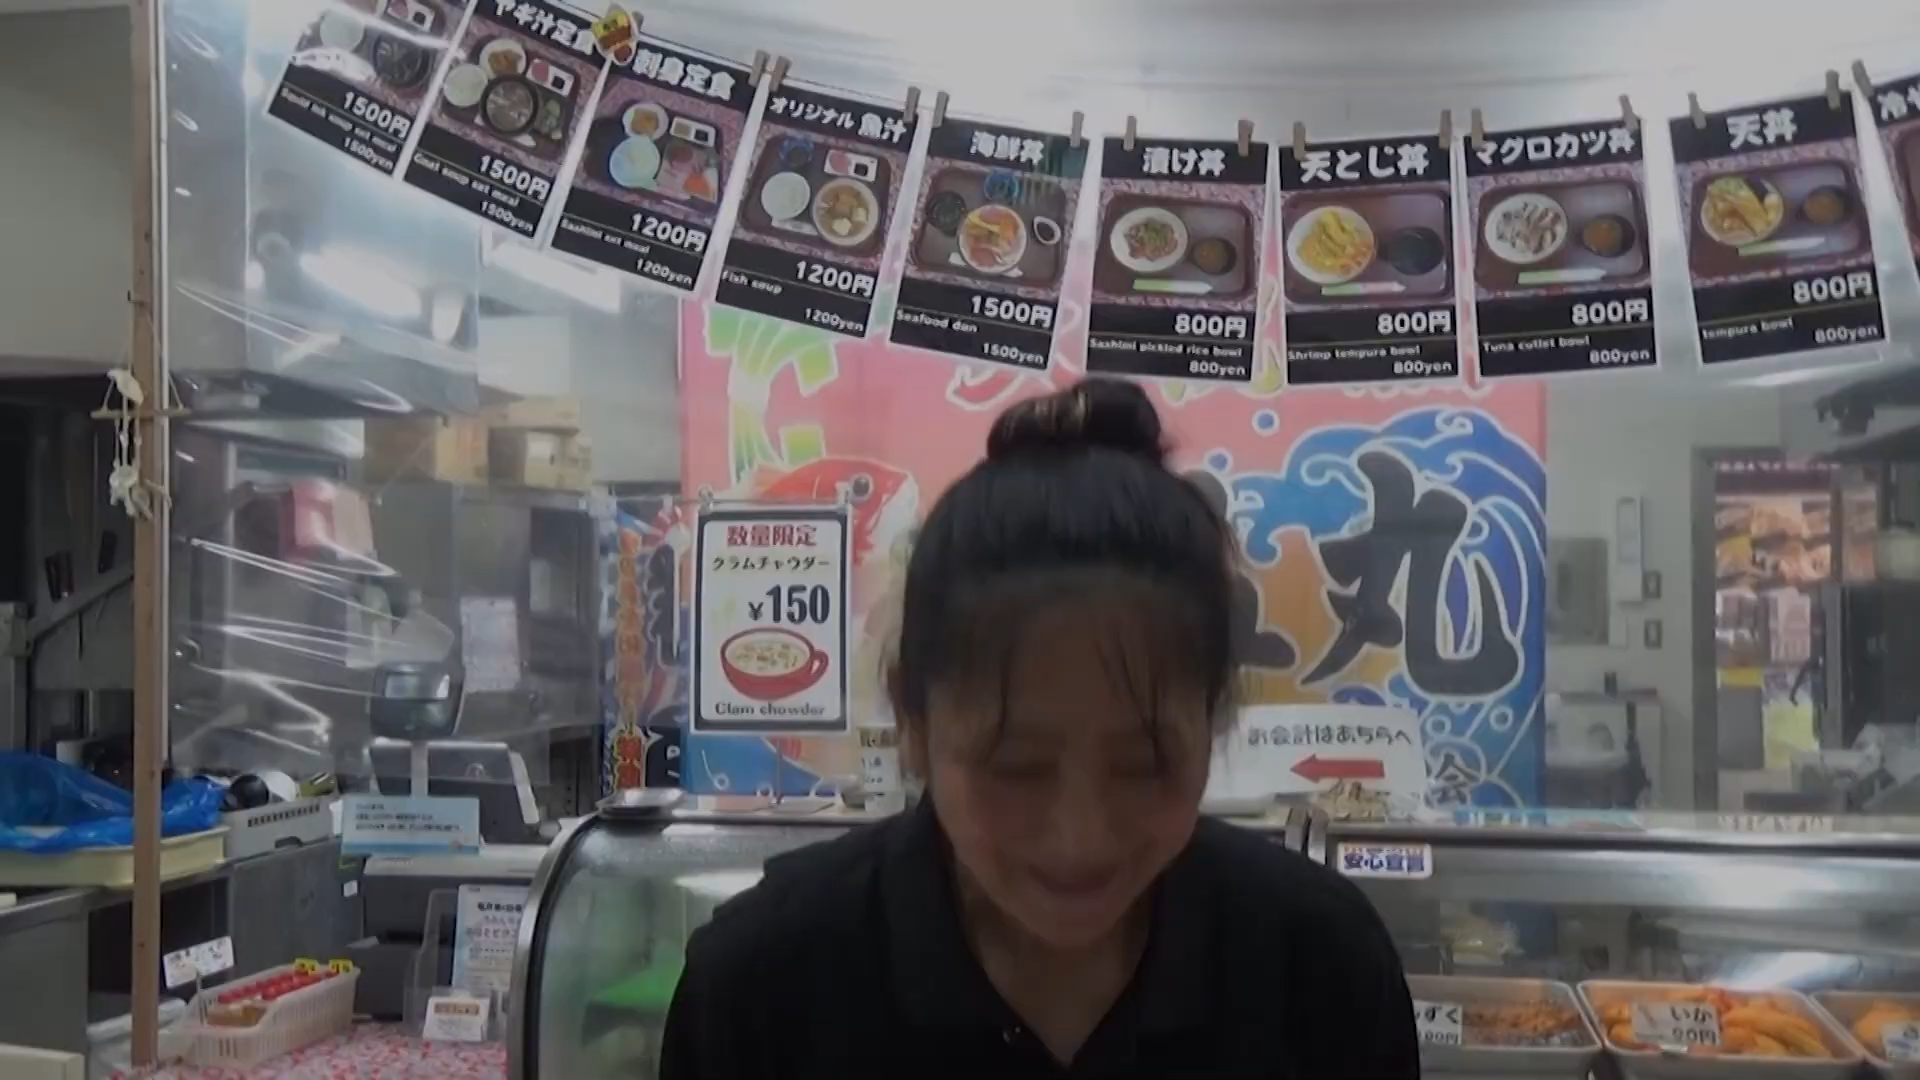 1500円
Squid ink soup set meal
1500yen
ヤギ汁定食
1500円
Goat soup set meal
1500yen
刺身定食
1200円
Sashimi set meal
1200yen
オリジナル 魚汁
1200円
fish soup
1200yen
海鮮丼
1500円
Seafood don
1500yen
漬け丼
800円
Sashimi pickled rice bowl
800yen
天とじ丼
800円
Shrimp tempura bowl
800yen
マグロカツ丼
800円
Tuna cutlet bowl
800yen
天丼
800円
tempura bowl
800yen
冷や
数量限定
クラムチャウダー
¥150
Clam chowder
丸
お会計はあちらへ
会
安心宣言
いか